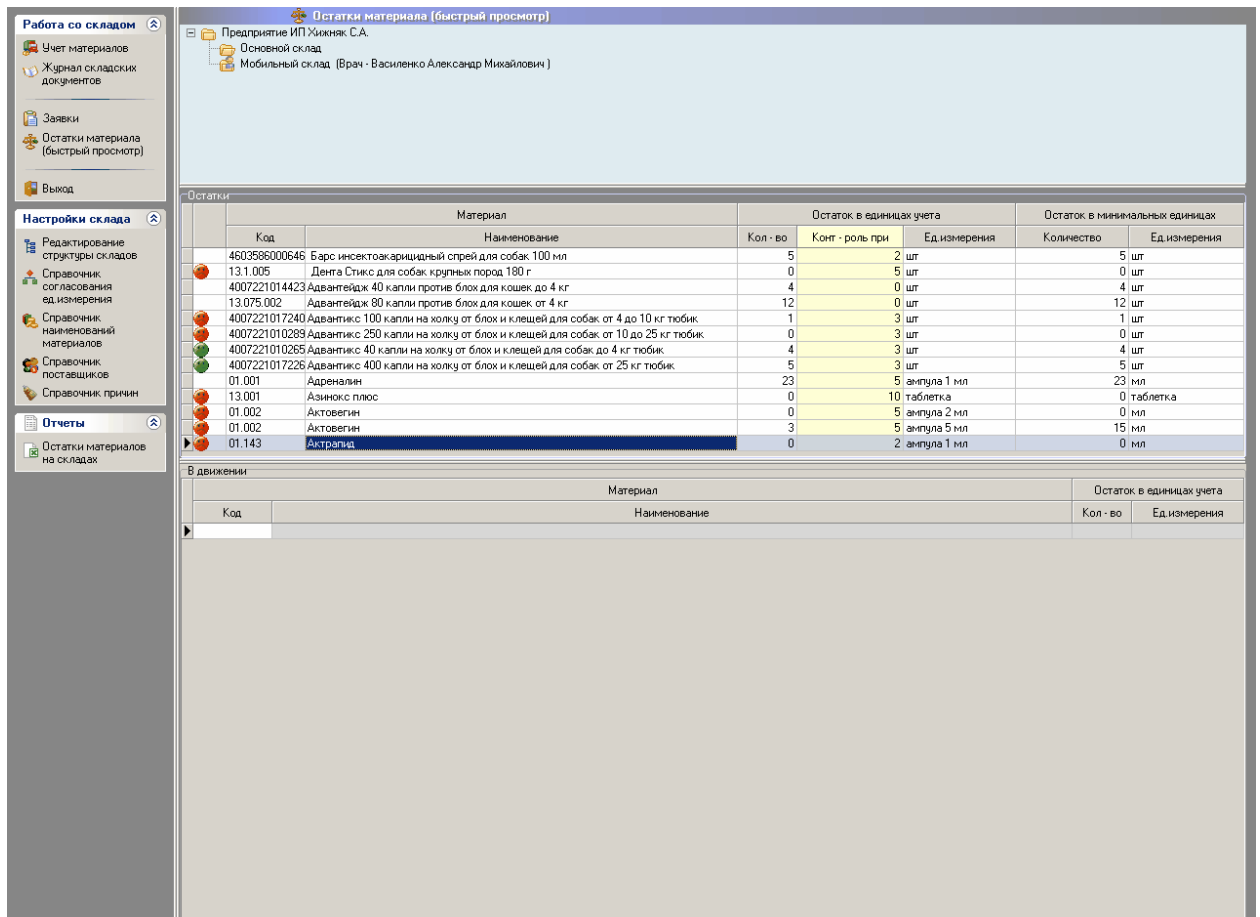 Работа со складом
Учет материалов
Журнал складских
документов
Заявки
Остатки материала
(быстрый просмотр)
Выход
Настройки склада
Редактирование
структуры складов
Справочник
согласования
ед.измерения
Справочник
наименований
материалов
Справочник
поставщиков
Справочник причин
Отчеты
Остатки материалов
на складах
Остатки материала (быстрый просмотр)
Предприятие ИП Хижняк С.А.
Основной склад
Мобильный склад (Врач - Василенко Александр Михайлович )
Остатки
Материал Остаток в единицах учета Остаток в минимальных единицах
Код Наименование Кол - во Конт - роль при Ед.измерения Количество Ед.измерения
4603586000646 Барс инсектоакарицидный спрей для собак 100 мл 5 2 шт 5 шт
13.1.005 Дента Стикс для собак крупных пород 180 г 0 5 шт 0 шт
4007221014423 Адвантейдж 40 капли против блох для кошек до 4 кг 4 0 шт 4 шт
13.075.002 Адвантейдж 80 капли против блох для кошек от 4 кг 12 0 шт 12 шт
4007221017240 Адвантикс 100 капли на холку от блох и клещей для собак от 4 до 10 кг тюбик 1 3 шт 1 шт
4007221010289 Адвантикс 250 капли на холку от блох и клещей для собак от 10 до 25 кг тюбик 0 3 шт 0 шт
4007221010265 Адвантикс 40 капли на холку от блох и клещей для собак до 4 кг тюбик 4 3 шт 4 шт
4007221017226 Адвантикс 400 капли на холку от блох и клещей для собак от 25 кг тюбик 5 3 шт 5 шт
01.001 Адреналин 23 5 ампула 1 мл 23 мл
13.001 Азинокс плюс 0 10 таблетка 0 таблетка
01.002 Актовегин 0 5 ампула 2 мл 0 мл
01.002 Актовегин 3 5 ампула 5 мл 15 мл
01.143 Актрапид 0 2 ампула 1 мл 0 мл
В движении
Материал Остаток в единицах учета
Код Наименование Кол - во Ед.измерения